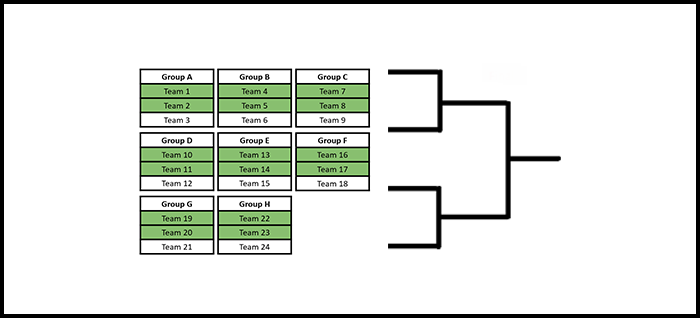 Group A
Team 1
Team 2
Team 3
Group B
Team 4
Team 5
Team 6
Group C
Team 7
Team 8
Team 9
Group D
Team 10
Team 11
Team 12
Group E
Team 13
Team 14
Team 15
Group F
Team 16
Team 17
Team 18
Group G
Team 19
Team 20
Team 21
Group H
Team 22
Team 23
Team 24